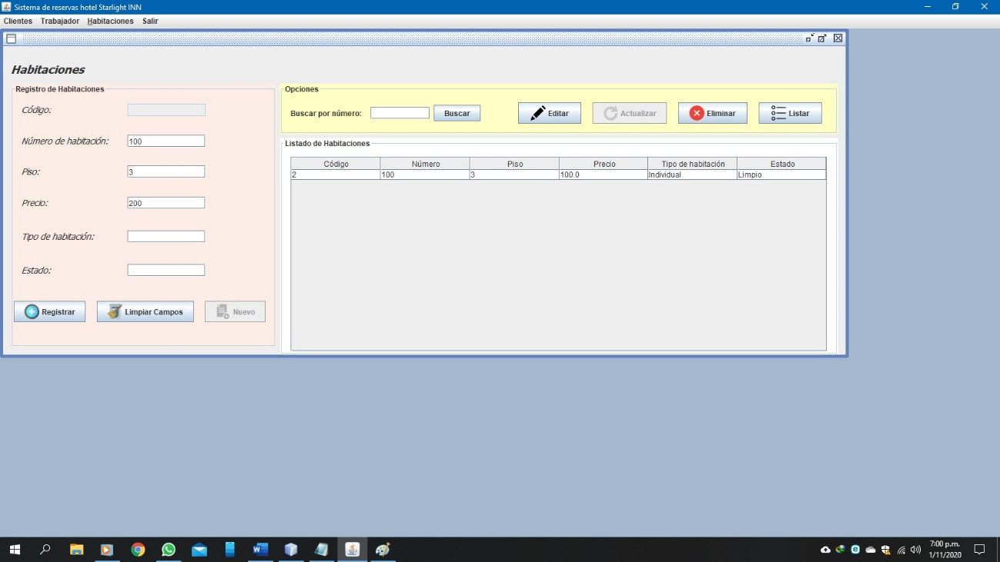 Sistema de reservas hotel Starlight INN
Clientes Trabajador Habitaciones Salir
Habitaciones
Registro de Habitaciones
Código:
Número de habitación: 100
Piso: 3
Precio: 200
Tipo de habitación:
Estado:
Registrar Limpiar Campos Nuevo
Opciones
Buscar por número: Buscar Editar Actualizar Eliminar Listar
Listado de Habitaciones
Código Número Piso Precio Tipo de habitación Estado
2 100 3 100.0 Individual Limpio
7:00 p.m.
1/11/2020